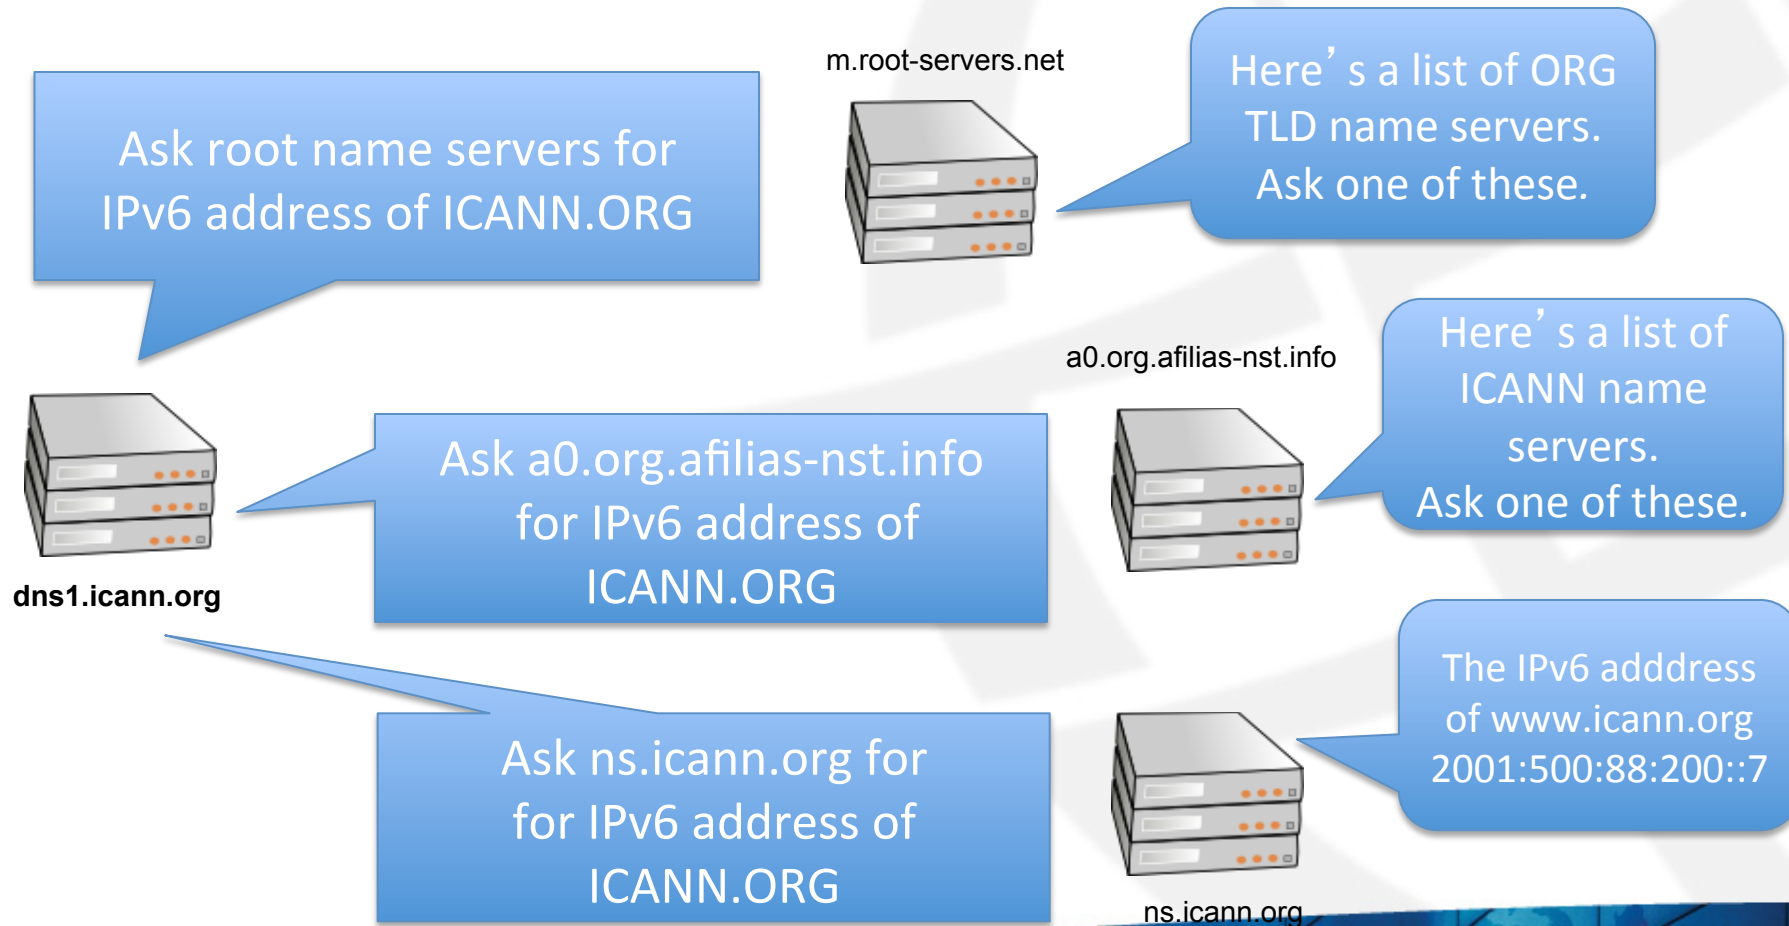 m.root-servers.net
Ask root name servers for
IPv6 address of ICANN.ORG
Here’s a list of ORG
TLD name servers.
Ask one of these.
a0.org.afilias-nst.info
Here’s a list of
ICANN name
servers.
Ask one of these.
Ask a0.org.afilias-nst.info
for IPv6 address of
ICANN.ORG
dns1.icann.org
The IPv6 adddress
of www.icann.org
2001:500:88:200::7
Ask ns.icann.org for
for IPv6 address of
ICANN.ORG
ns.icann.org